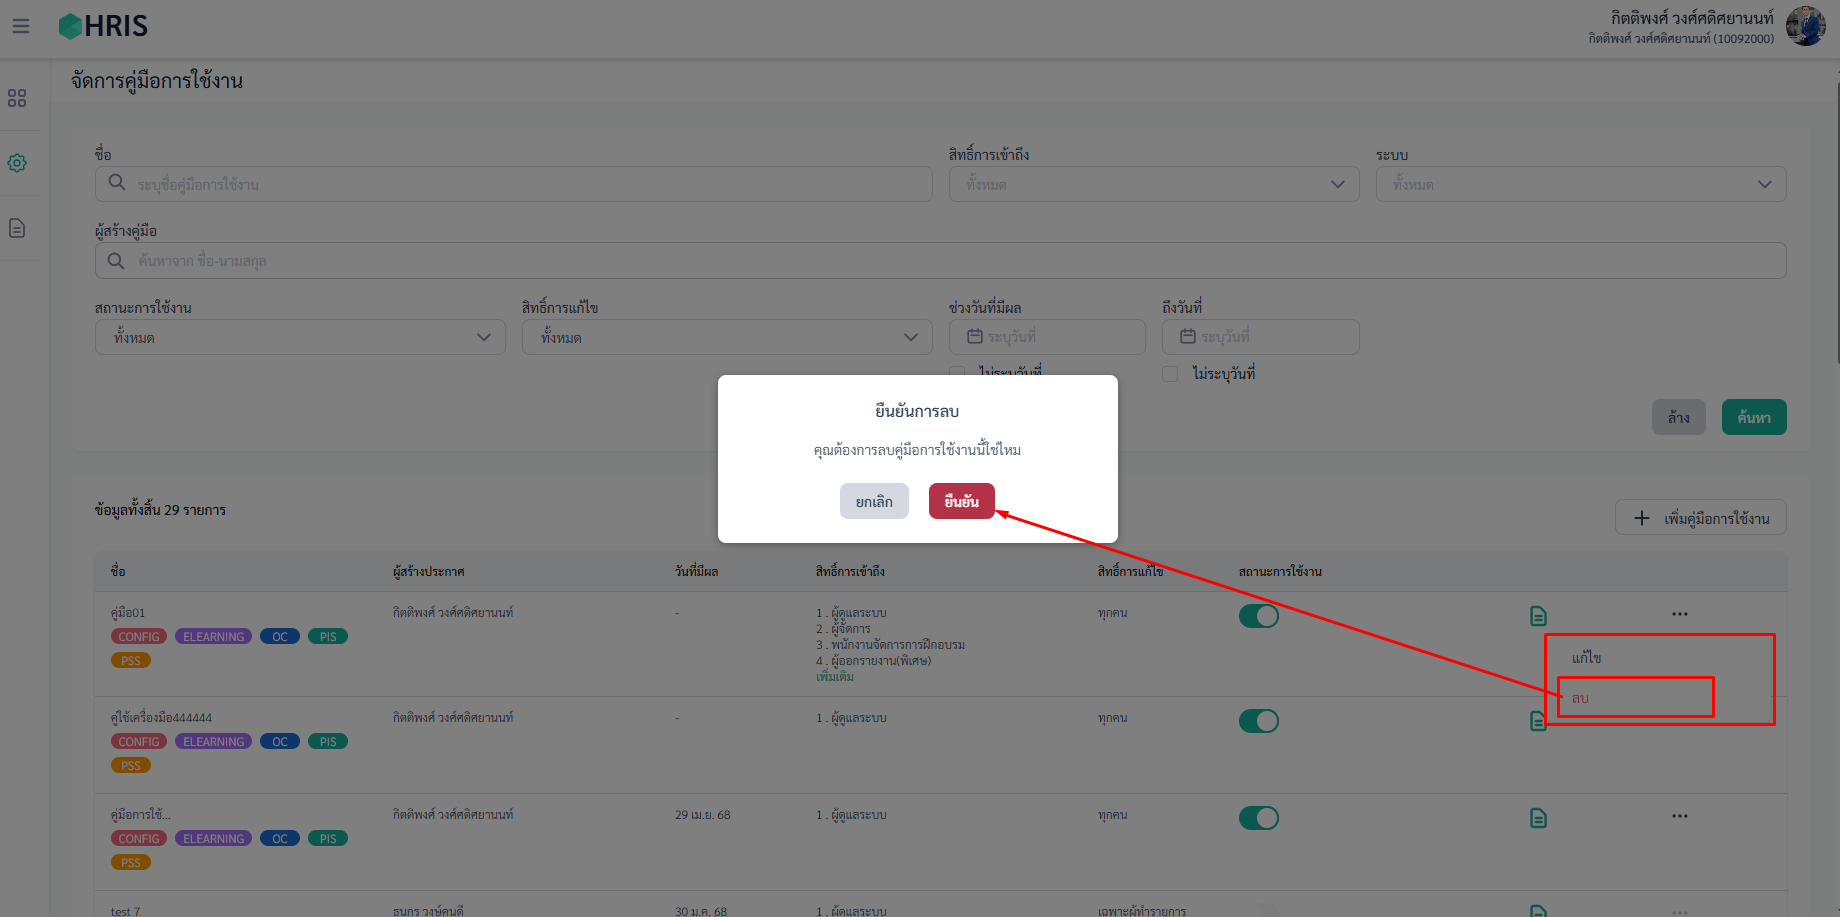 HRIS
กิตติพงศ์ วงศ์ศดิศยานนท์
กิตติพงศ์ วงศ์ศดิศยานนท์ (10092000)
จัดการคู่มือการใช้งาน
ชื่อ
สิทธิ์การเข้าถึง
ระบบ
ระบุชื่อคู่มือการใช้งาน
ทั้งหมด
ทั้งหมด
ผู้สร้างคู่มือ
ค้นหาจาก ชื่อ-นามสกุล
สถานะการใช้งาน
สิทธิ์การแก้ไข
ช่วงวันที่มีผล
ถึงวันที่
ทั้งหมด
ทั้งหมด
ระบุวันที่
ระบุวันที่
ไม่ระบุวันที่
ไม่ระบุวันที่
ล้าง
ค้นหา
ยืนยันการลบ
คุณต้องการลบคู่มือการใช้งานนี้ใช่ไหม
ยกเลิก
ยืนยัน
ข้อมูลทั้งสิ้น 29 รายการ
เพิ่มคู่มือการใช้งาน
ชื่อ
ผู้สร้างประกาศ
วันที่มีผล
สิทธิ์การเข้าถึง
สิทธิ์การแก้ไข
สถานะการใช้งาน
คู่มือ01
CONFIG ELEARNING OC PIS
PSS
กิตติพงศ์ วงศ์ศดิศยานนท์
-
1 . ผู้ดูแลระบบ
2 . ผู้จัดการ
3 . พนักงานจัดการการฝึกอบรม
4 . ผู้ออกรายงาน(พิเศษ)
เพิ่มเติม
ทุกคน
แก้ไข
ลบ
คู่ใช้เครื่องมือ444444
CONFIG ELEARNING OC PIS
PSS
กิตติพงศ์ วงศ์ศดิศยานนท์
-
1 . ผู้ดูแลระบบ
ทุกคน
คู่มือการใช้...
CONFIG ELEARNING OC PIS
PSS
กิตติพงศ์ วงศ์ศดิศยานนท์
29 เม.ย. 68
1 . ผู้ดูแลระบบ
ทุกคน
test 7
ธนกร วงษ์คนดี
30 ม.ค. 68
1 . ผู้ดูแลระบบ
เฉพาะผู้ทำรายการ